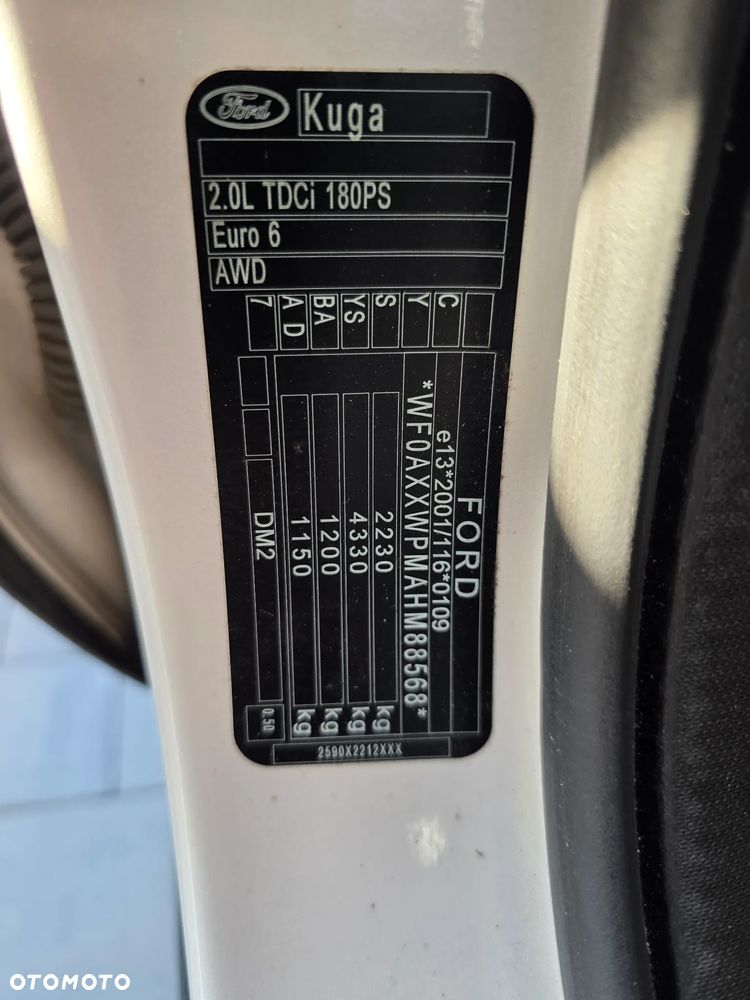 Ford
Kuga
2.0L TDCi 180PS
Euro 6
AWD
C
Y
S
YS
BA
A D
7
FORD
e13*2001/116*0109
*WF0AXXWPMAHM88568*
2230 kg
4330 kg
1200 kg
1150 kg
DM2
0.50
2590X2212XXX
OTOMOTO